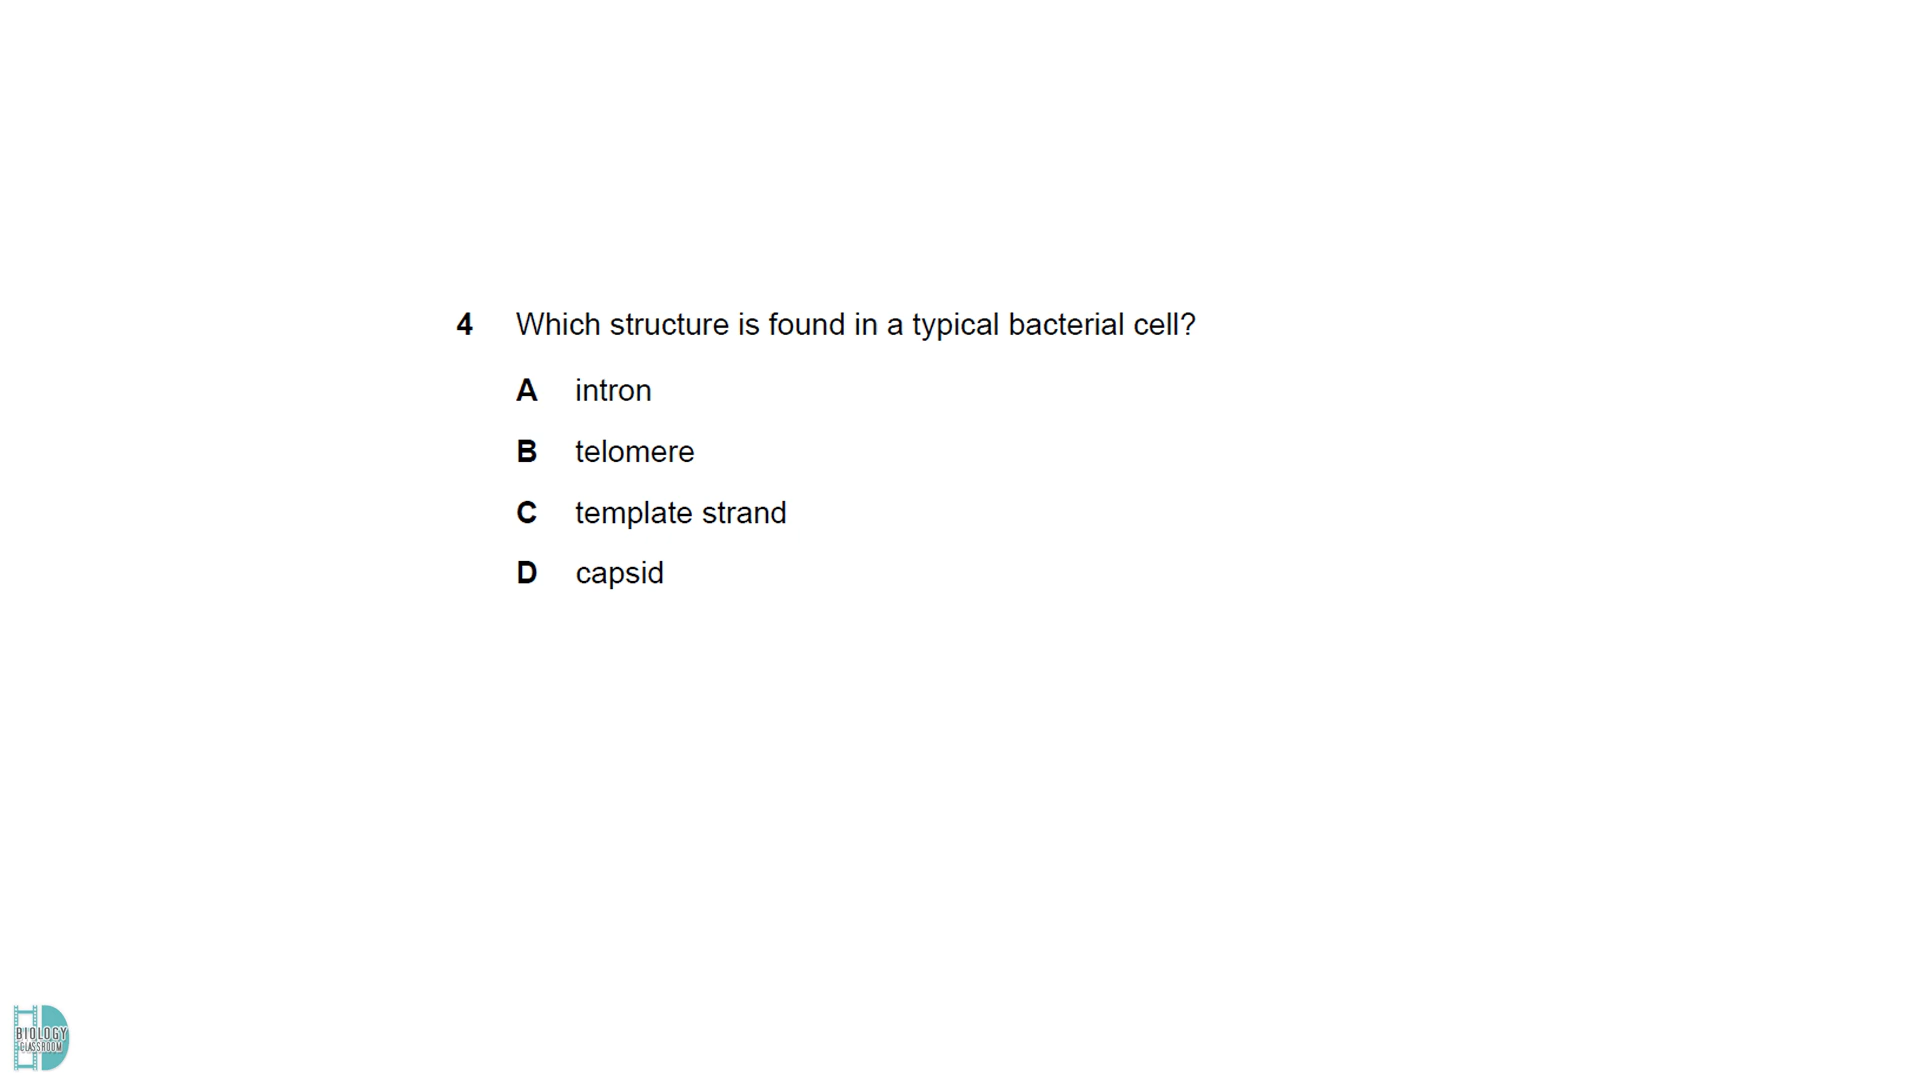 4 Which structure is found in a typical bacterial cell?
A intron
B telomere
C template strand
D capsid
BIOLOGY
CLASSROOM